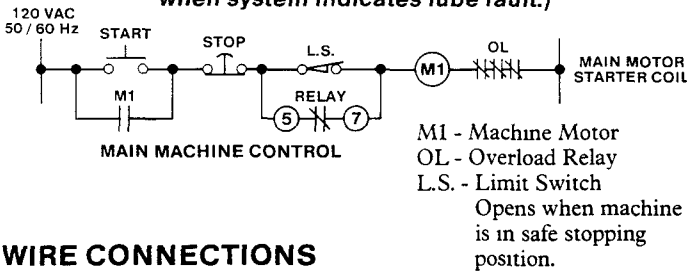 when system indicates lube fault.)
120 VAC
50 / 60 Hz
START
STOP
L.S.
OL
M1
M1
RELAY
5
7
MAIN MOTOR
STARTER COIL
MAIN MACHINE CONTROL
M1 - Machine Motor
OL - Overload Relay
L.S. - Limit Switch
Opens when machine
is in safe stopping
position.
WIRE CONNECTIONS